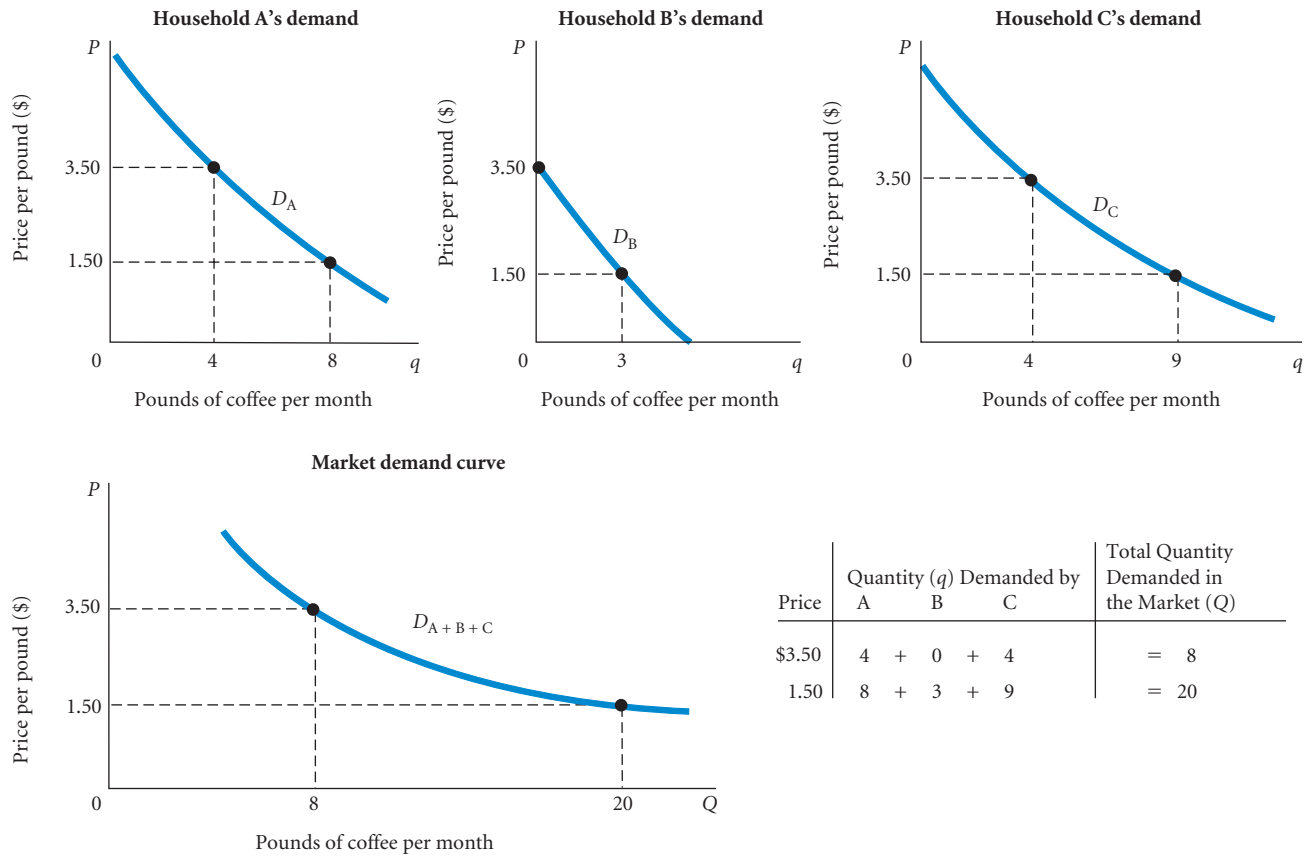 Household A’s demand
P
Price per pound ($)
3.50
D_A
1.50
0
4
8
q
Pounds of coffee per month
Household B’s demand
P
Price per pound ($)
3.50
D_B
1.50
0
3
q
Pounds of coffee per month
Household C’s demand
P
Price per pound ($)
3.50
D_C
1.50
0
4
9
q
Pounds of coffee per month
Market demand curve
P
Price per pound ($)
3.50
D_A + B + C
1.50
0
8
20
Q
Pounds of coffee per month
Total Quantity
Quantity (q) Demanded by Demanded in
Price A B C the Market (Q)
$3.50 4 + 0 + 4 = 8
1.50 8 + 3 + 9 = 20